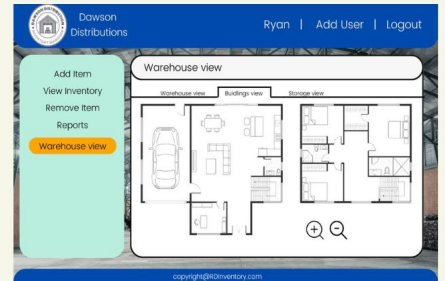 Dawson
Distributions
Ryan | Add User | Logout
Add Item
View Inventory
Remove Item
Reports
Warehouse view
Warehouse view
Warehouse view
Buildings view
Storage view
copyright@RDInventory.com